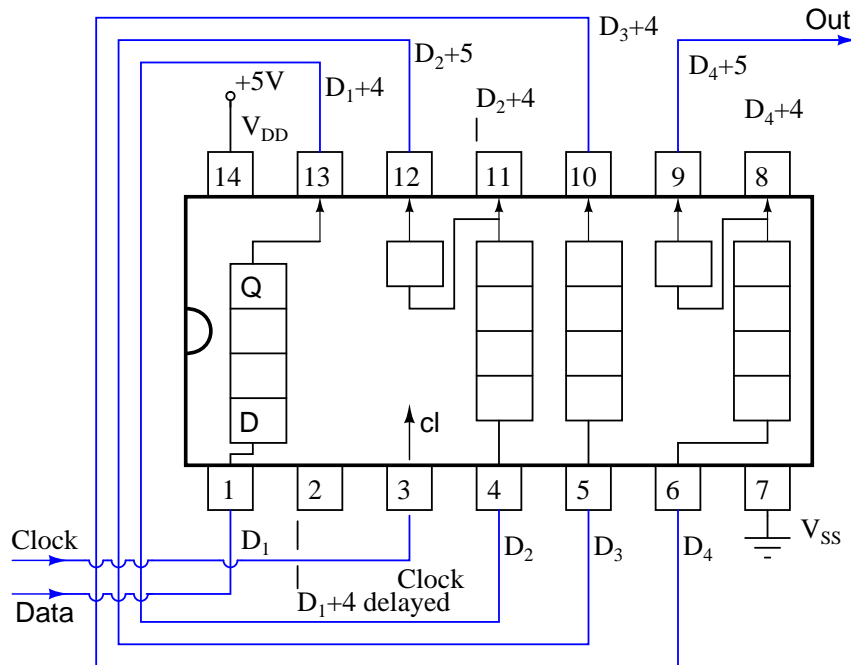 Out
D₃+4
D₂+5
D₄+5
+5V
D₁+4
D₂+4
D₄+4
V_DD
14 13 12 11 10 9 8
Q
D
cl
1 2 3 4 5 6 7
Clock
D₁
D₂
D₃
D₄
V_SS
Clock
Data
D₁+4 delayed